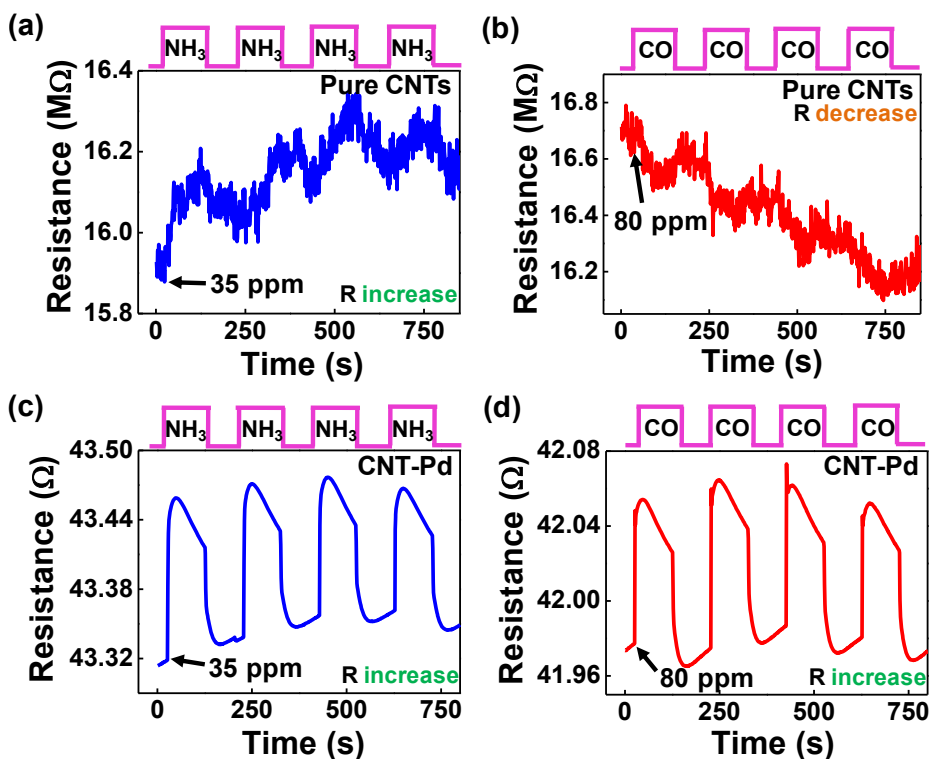 (a)
NH₃ NH₃ NH₃ NH₃
Pure CNTs
Resistance (MΩ)
16.4
16.2
16.0
15.8
35 ppm
R increase
0 250 500 750
Time (s)
(b)
CO CO CO CO
Pure CNTs
R decrease
Resistance (MΩ)
16.8
16.6
16.4
16.2
80 ppm
0 250 500 750
Time (s)
(c)
NH₃ NH₃ NH₃ NH₃
CNT-Pd
Resistance (Ω)
43.50
43.44
43.38
43.32
35 ppm
R increase
0 250 500 750
Time (s)
(d)
CO CO CO CO
CNT-Pd
Resistance (Ω)
42.08
42.04
42.00
41.96
80 ppm
R increase
0 250 500 750
Time (s)